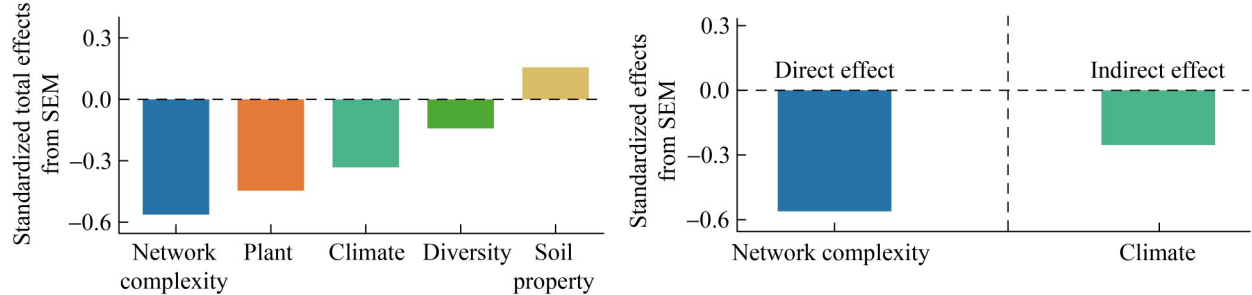 Standardized total effects
from SEM
0.3
0.0
−0.3
−0.6
Network
complexity
Plant
Climate
Diversity
Soil
property
Standardized effects
from SEM
0.3
0.0
−0.3
−0.6
Direct effect
Indirect effect
Network complexity
Climate